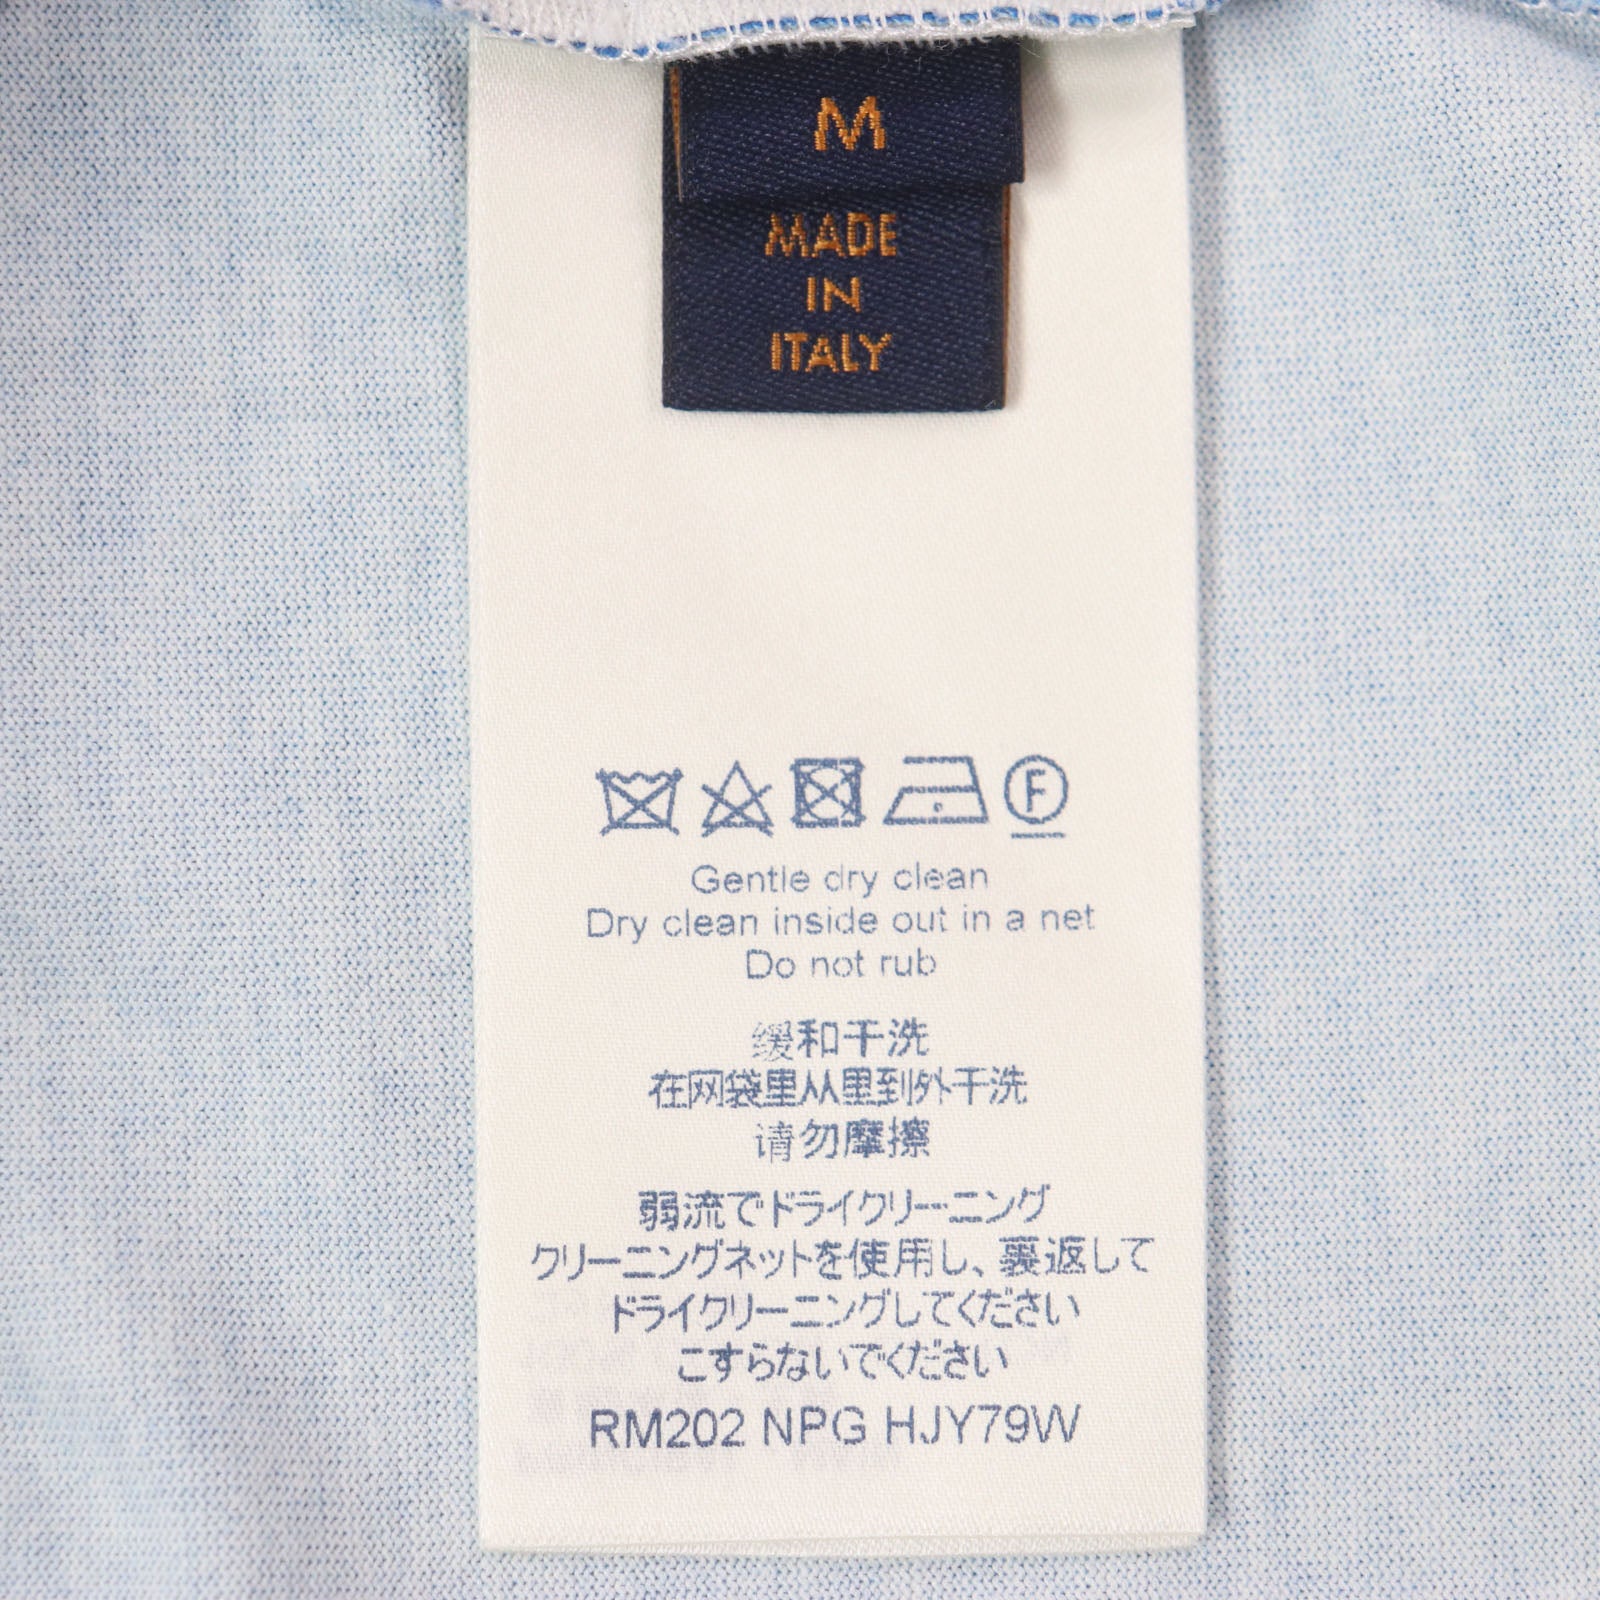 M
MADE
IN
ITALY
F
Gentle dry clean
Dry clean inside out in a net
Do not rub
缓和干洗
在网袋里从里到外干洗
请勿摩擦
弱流でドライクリーニング
クリーニングネットを使用し、裏返して
ドライクリーニングしてください
こすらないでください
RM202 NPG HJY79W